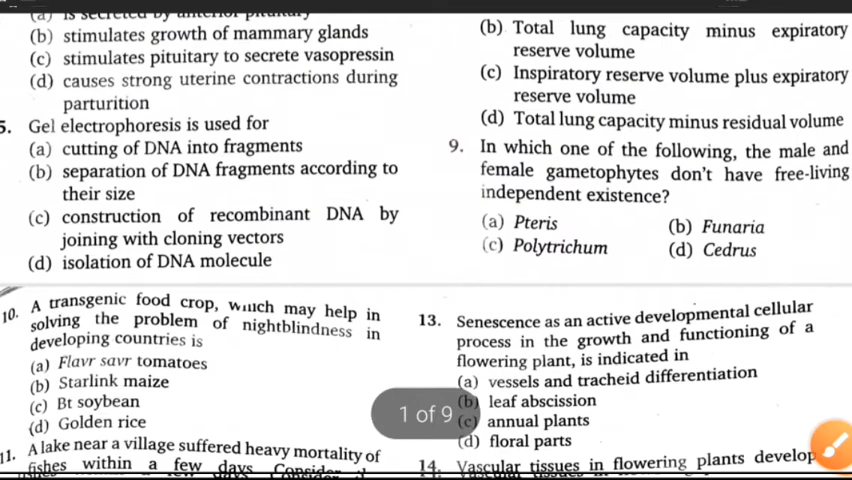 (a) is secreted by anterior pituitary
(b) stimulates growth of mammary glands
(c) stimulates pituitary to secrete vasopressin
(d) causes strong uterine contractions during
parturition
5. Gel electrophoresis is used for
(a) cutting of DNA into fragments
(b) separation of DNA fragments according to
their size
(c) construction of recombinant DNA by
joining with cloning vectors
(d) isolation of DNA molecule
(b) Total lung capacity minus expiratory
reserve volume
(c) Inspiratory reserve volume plus expiratory
reserve volume
(d) Total lung capacity minus residual volume
9. In which one of the following, the male and
female gametophytes don't have free-living
independent existence?
(a) Pteris (b) Funaria
(c) Polytrichum (d) Cedrus
10. A transgenic food crop, which may help in
solving the problem of nightblindness in
developing countries is
(a) Flavr savr tomatoes
(b) Starlink maize
(c) Bt soybean
(d) Golden rice
11. A lake near a village suffered heavy mortality of
fishes within a few days
13. Senescence as an active developmental cellular
process in the growth and functioning of a
flowering plant, is indicated in
(a) vessels and tracheid differentiation
(b) leaf abscission
(c) annual plants
(d) floral parts
14. Vascular tissues in flowering plants develop
1 of 9